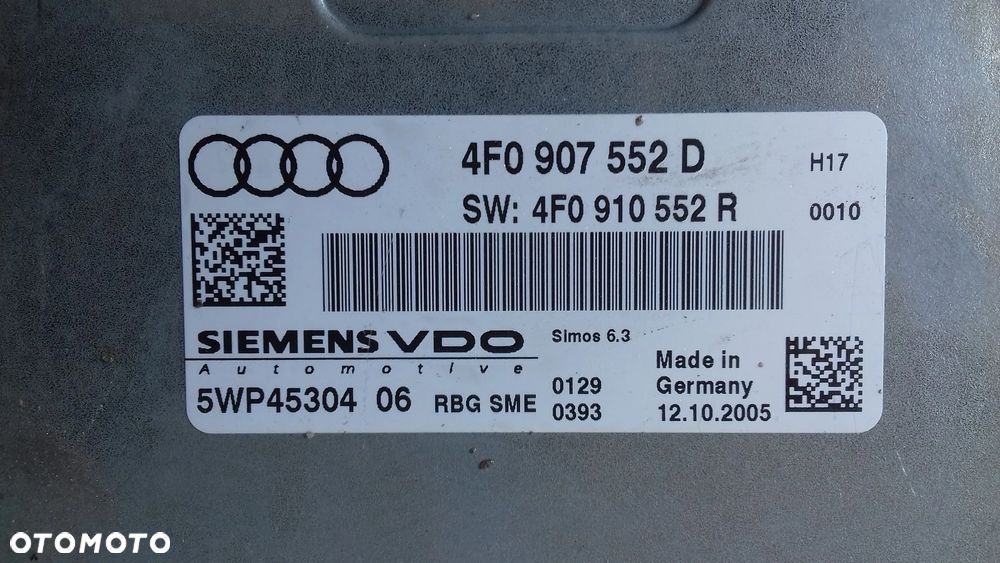 4F0 907 552 D H17
SW: 4F0 910 552 R 0010
SIEMENS VDO Simos 6.3
Automotive
Made in
5WP45304 06 RBG SME 0129 Germany
0393 12.10.2005
OTOMOTO